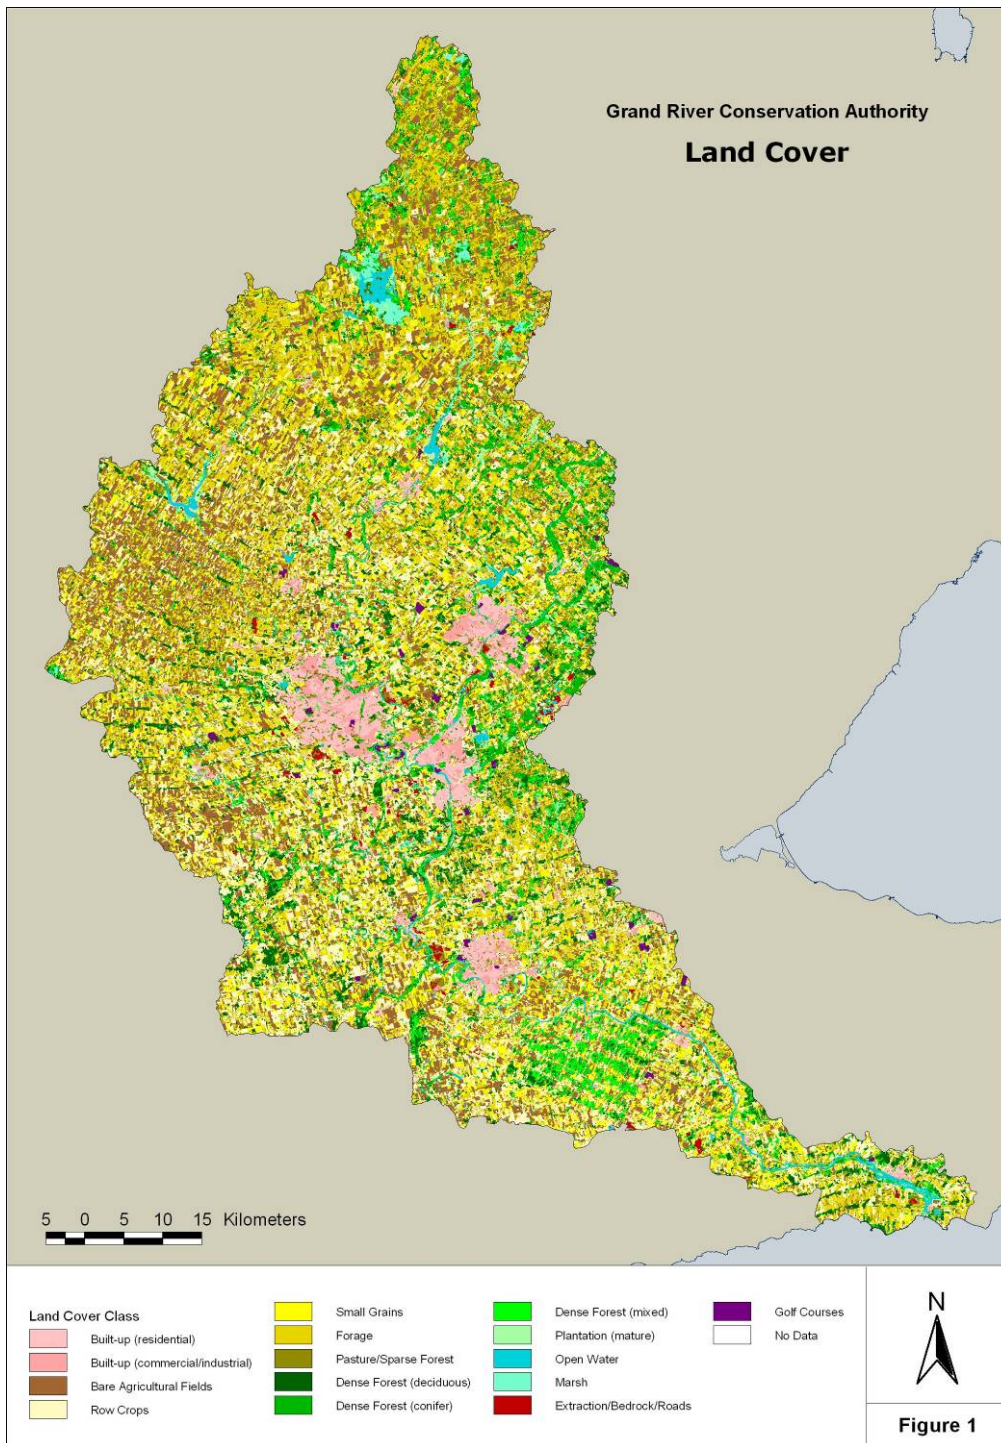 Grand River Conservation Authority
Land Cover
5 0 5 10 15 Kilometers
Land Cover Class
Built-up (residential)
Built-up (commercial/industrial)
Bare Agricultural Fields
Row Crops
Small Grains
Forage
Pasture/Sparse Forest
Dense Forest (deciduous)
Dense Forest (conifer)
Dense Forest (mixed)
Plantation (mature)
Open Water
Marsh
Extraction/Bedrock/Roads
Golf Courses
No Data
N
Figure 1